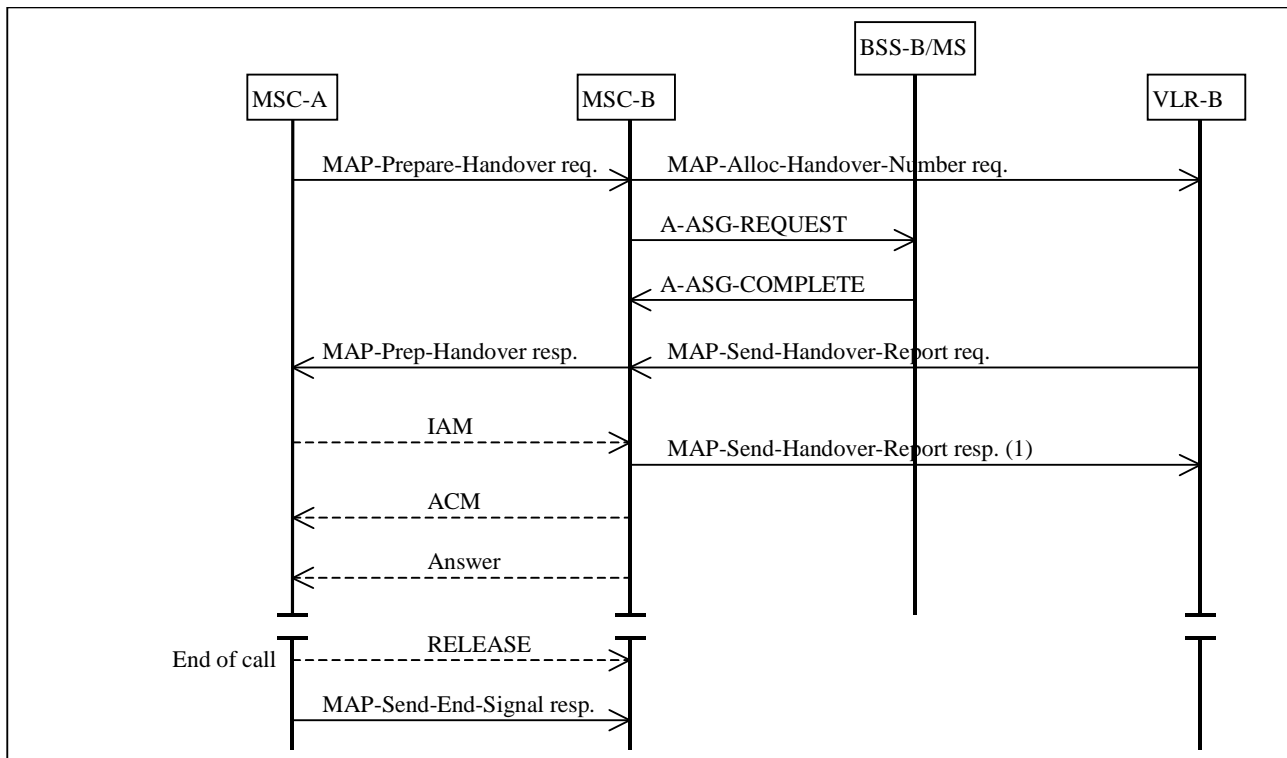 BSS-B/MS
MSC-A
MSC-B
VLR-B
MAP-Prepare-Handover req.
MAP-Alloc-Handover-Number req.
A-ASG-REQUEST
A-ASG-COMPLETE
MAP-Prep-Handover resp.
MAP-Send-Handover-Report req.
IAM
MAP-Send-Handover-Report resp. (1)
ACM
Answer
RELEASE
End of call
MAP-Send-End-Signal resp.